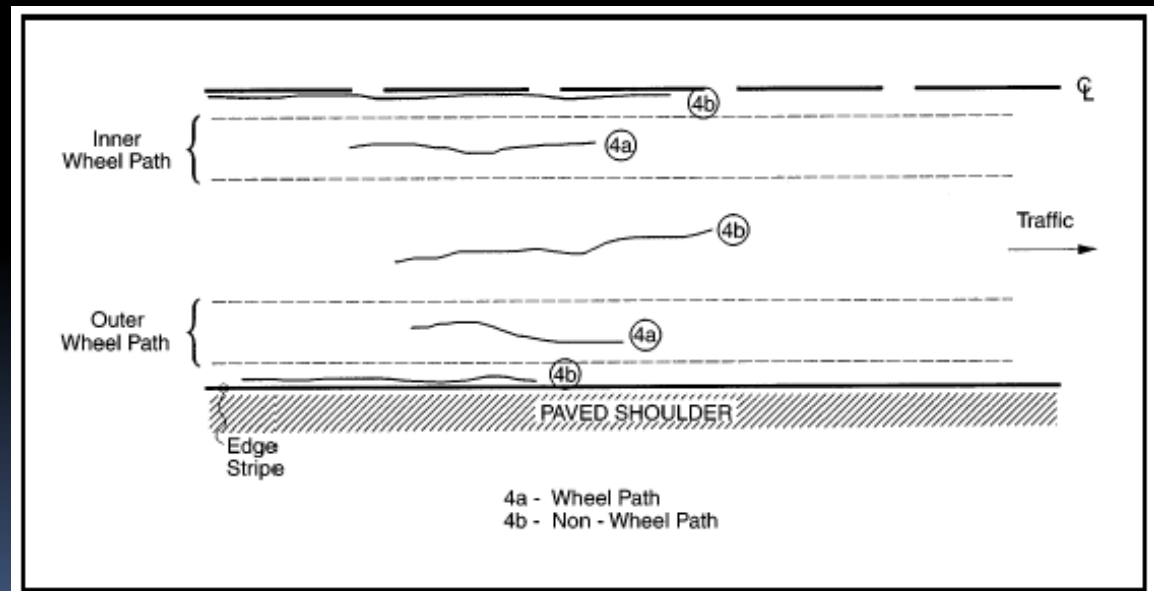 ℄
4b
Inner
Wheel Path
4a
4b
Traffic
Outer
Wheel Path
4a
4b
PAVED SHOULDER
Edge
Stripe
4a - Wheel Path
4b - Non - Wheel Path